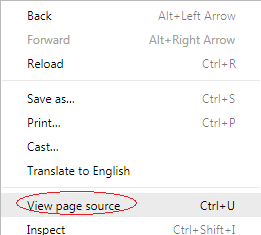 Back Alt+Left Arrow
Forward Alt+Right Arrow
Reload Ctrl+R
Save as... Ctrl+S
Print... Ctrl+P
Cast...
Translate to English
View page source Ctrl+U
Inspect Ctrl+Shift+I